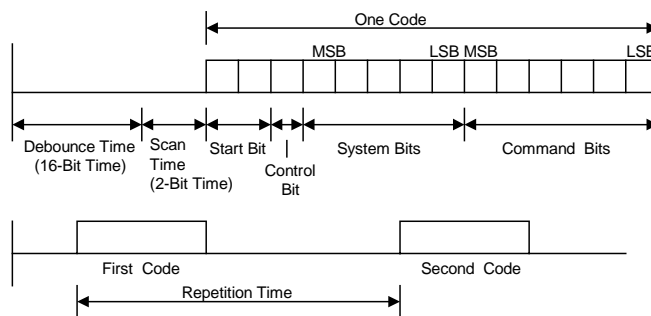 One Code
MSB LSB MSB LSB
Debounce Time
(16-Bit Time)
Scan
Time
(2-Bit Time)
Start Bit
Control
Bit
System Bits
Command Bits
First Code
Second Code
Repetition Time